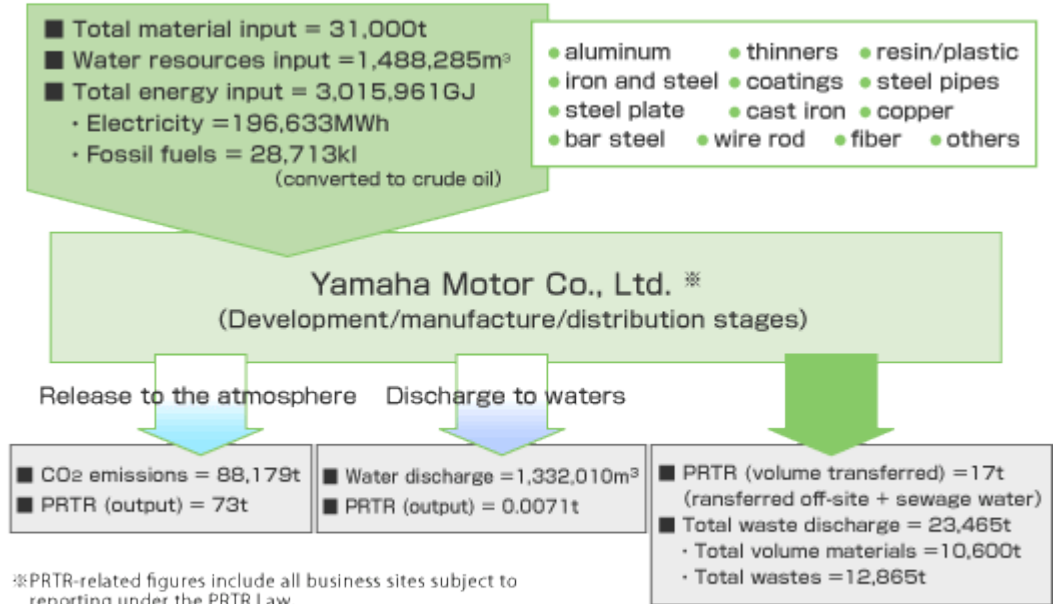 ■ Total material input = 31,000t
■ Water resources input =1,488,285m³
■ Total energy input = 3,015,961GJ
・Electricity =196,633MWh
・Fossil fuels = 28,713kl
(converted to crude oil)
● aluminum ● thinners ● resin/plastic
● iron and steel ● coatings ● steel pipes
● steel plate ● cast iron ● copper
● bar steel ● wire rod ● fiber ● others
Yamaha Motor Co., Ltd. ※
(Development/manufacture/distribution stages)
Release to the atmosphere
■ CO2 emissions = 88,179t
■ PRTR (output) = 73t
Discharge to waters
■ Water discharge =1,332,010m³
■ PRTR (output) = 0.0071t
■ PRTR (volume transferred) =17t
(ransferred off-site + sewage water)
■ Total waste discharge = 23,465t
・Total volume materials =10,600t
・Total wastes =12,865t
※PRTR-related figures include all business sites subject to
reporting under the PRTR Law